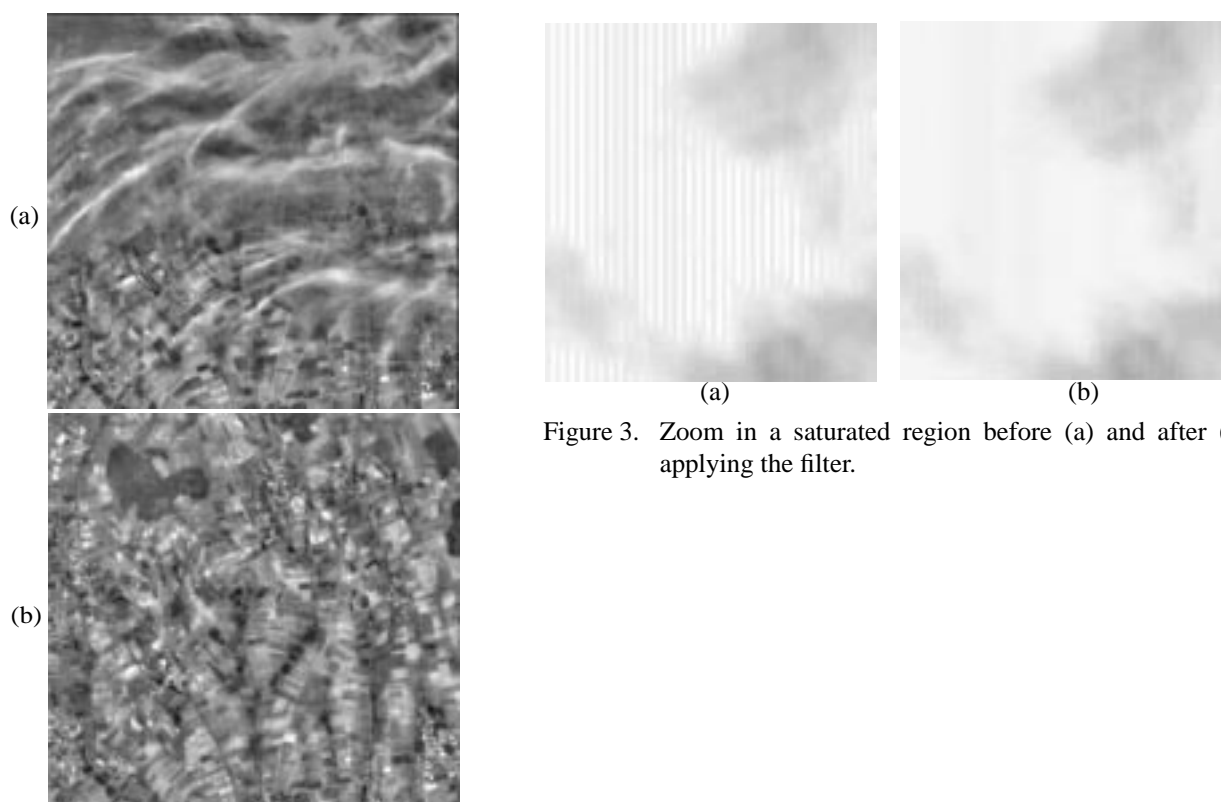 (a)
(b)
(a)
(b)
Figure 3. Zoom in a saturated region before (a) and after (
applying the filter.